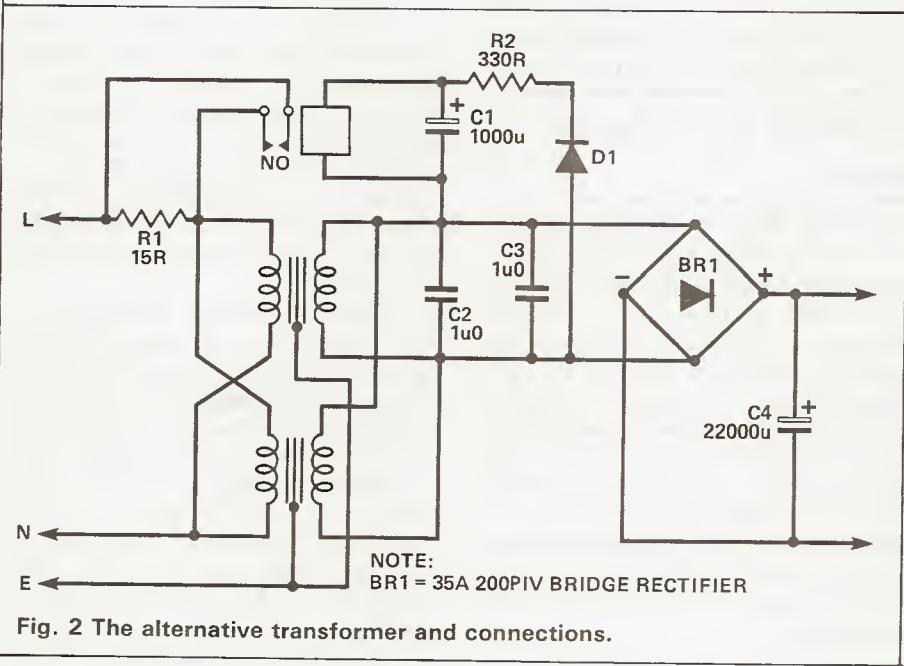 R2
330R
+
C1
1000u
D1
NO
L
R1
15R
C3
1u0
BR1
-
+
C2
1u0
C4
22000u
+
N
NOTE:
BR1 = 35A 200PIV BRIDGE RECTIFIER
E
Fig. 2 The alternative transformer and connections.